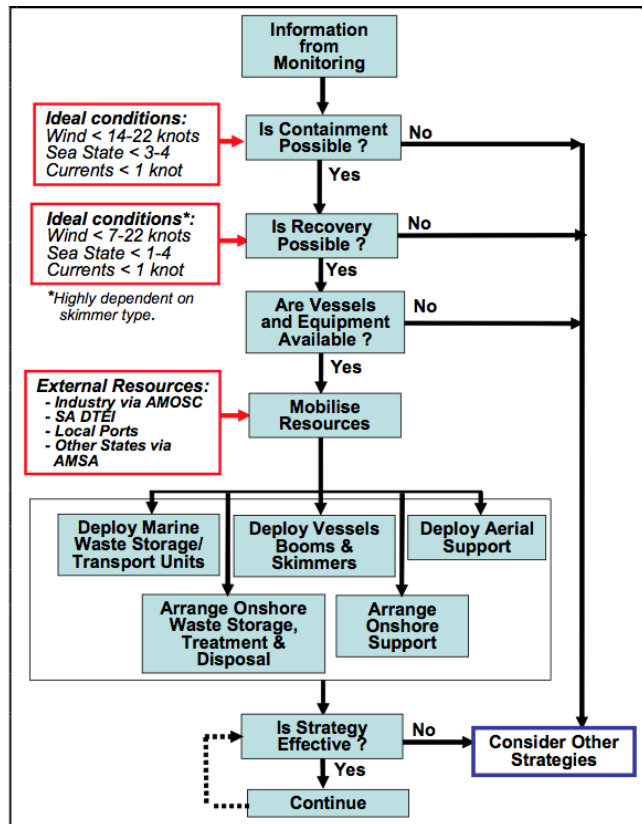 Information
from
Monitoring
Ideal conditions:
Wind < 14-22 knots
Sea State < 3-4
Currents < 1 knot
Is Containment
Possible ?
No
Yes
Ideal conditions*:
Wind < 7-22 knots
Sea State < 1-4
Currents < 1 knot
*Highly dependent on
skimmer type.
Is Recovery
Possible ?
No
Yes
Are Vessels
and Equipment
Available ?
No
Yes
External Resources:
- Industry via AMOSC
- SA DTEI
- Local Ports
- Other States via
AMSA
Mobilise
Resources
Deploy Marine
Waste Storage/
Transport Units
Deploy Vessels
Booms &
Skimmers
Deploy Aerial
Support
Arrange Onshore
Waste Storage,
Treatment &
Disposal
Arrange
Onshore
Support
Is Strategy
Effective ?
No
Consider Other
Strategies
Yes
Continue